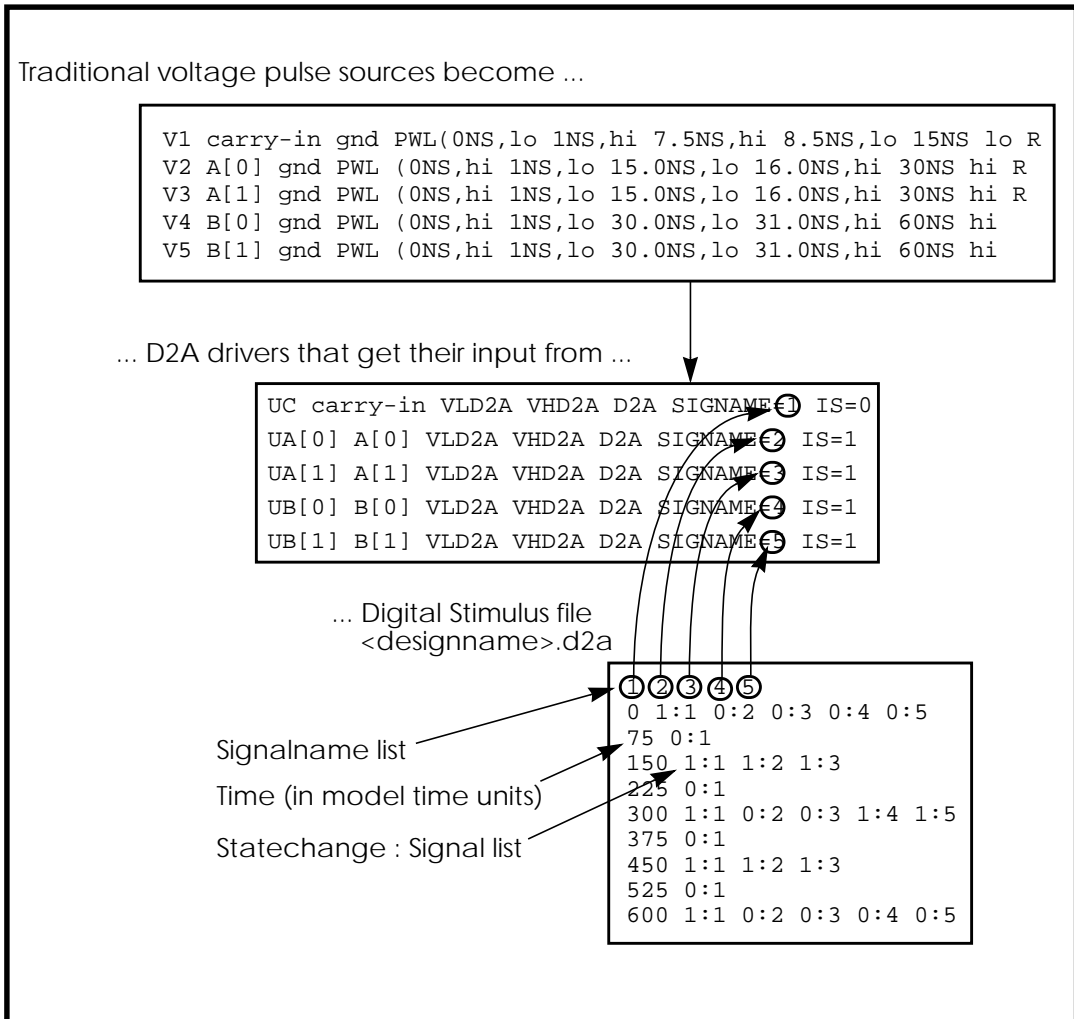 Traditional voltage pulse sources become ...
V1 carry-in gnd PWL(0NS,lo 1NS,hi 7.5NS,hi 8.5NS,lo 15NS lo R
V2 A[0] gnd PWL (0NS,hi 1NS,lo 15.0NS,lo 16.0NS,hi 30NS hi R
V3 A[1] gnd PWL (0NS,hi 1NS,lo 15.0NS,lo 16.0NS,hi 30NS hi R
V4 B[0] gnd PWL (0NS,hi 1NS,lo 30.0NS,lo 31.0NS,hi 60NS hi
V5 B[1] gnd PWL (0NS,hi 1NS,lo 30.0NS,lo 31.0NS,hi 60NS hi
... D2A drivers that get their input from ...
UC carry-in VLD2A VHD2A D2A SIGNAME=1 IS=0
UA[0] A[0] VLD2A VHD2A D2A SIGNAME=2 IS=1
UA[1] A[1] VLD2A VHD2A D2A SIGNAME=3 IS=1
UB[0] B[0] VLD2A VHD2A D2A SIGNAME=4 IS=1
UB[1] B[1] VLD2A VHD2A D2A SIGNAME=5 IS=1
... Digital Stimulus file
<designname>.d2a
1 2 3 4 5
0 1:1 0:2 0:3 0:4 0:5
75 0:1
150 1:1 1:2 1:3
225 0:1
300 1:1 0:2 0:3 1:4 1:5
375 0:1
450 1:1 1:2 1:3
525 0:1
600 1:1 0:2 0:3 0:4 0:5
Signalname list
Time (in model time units)
Statechange : Signal list